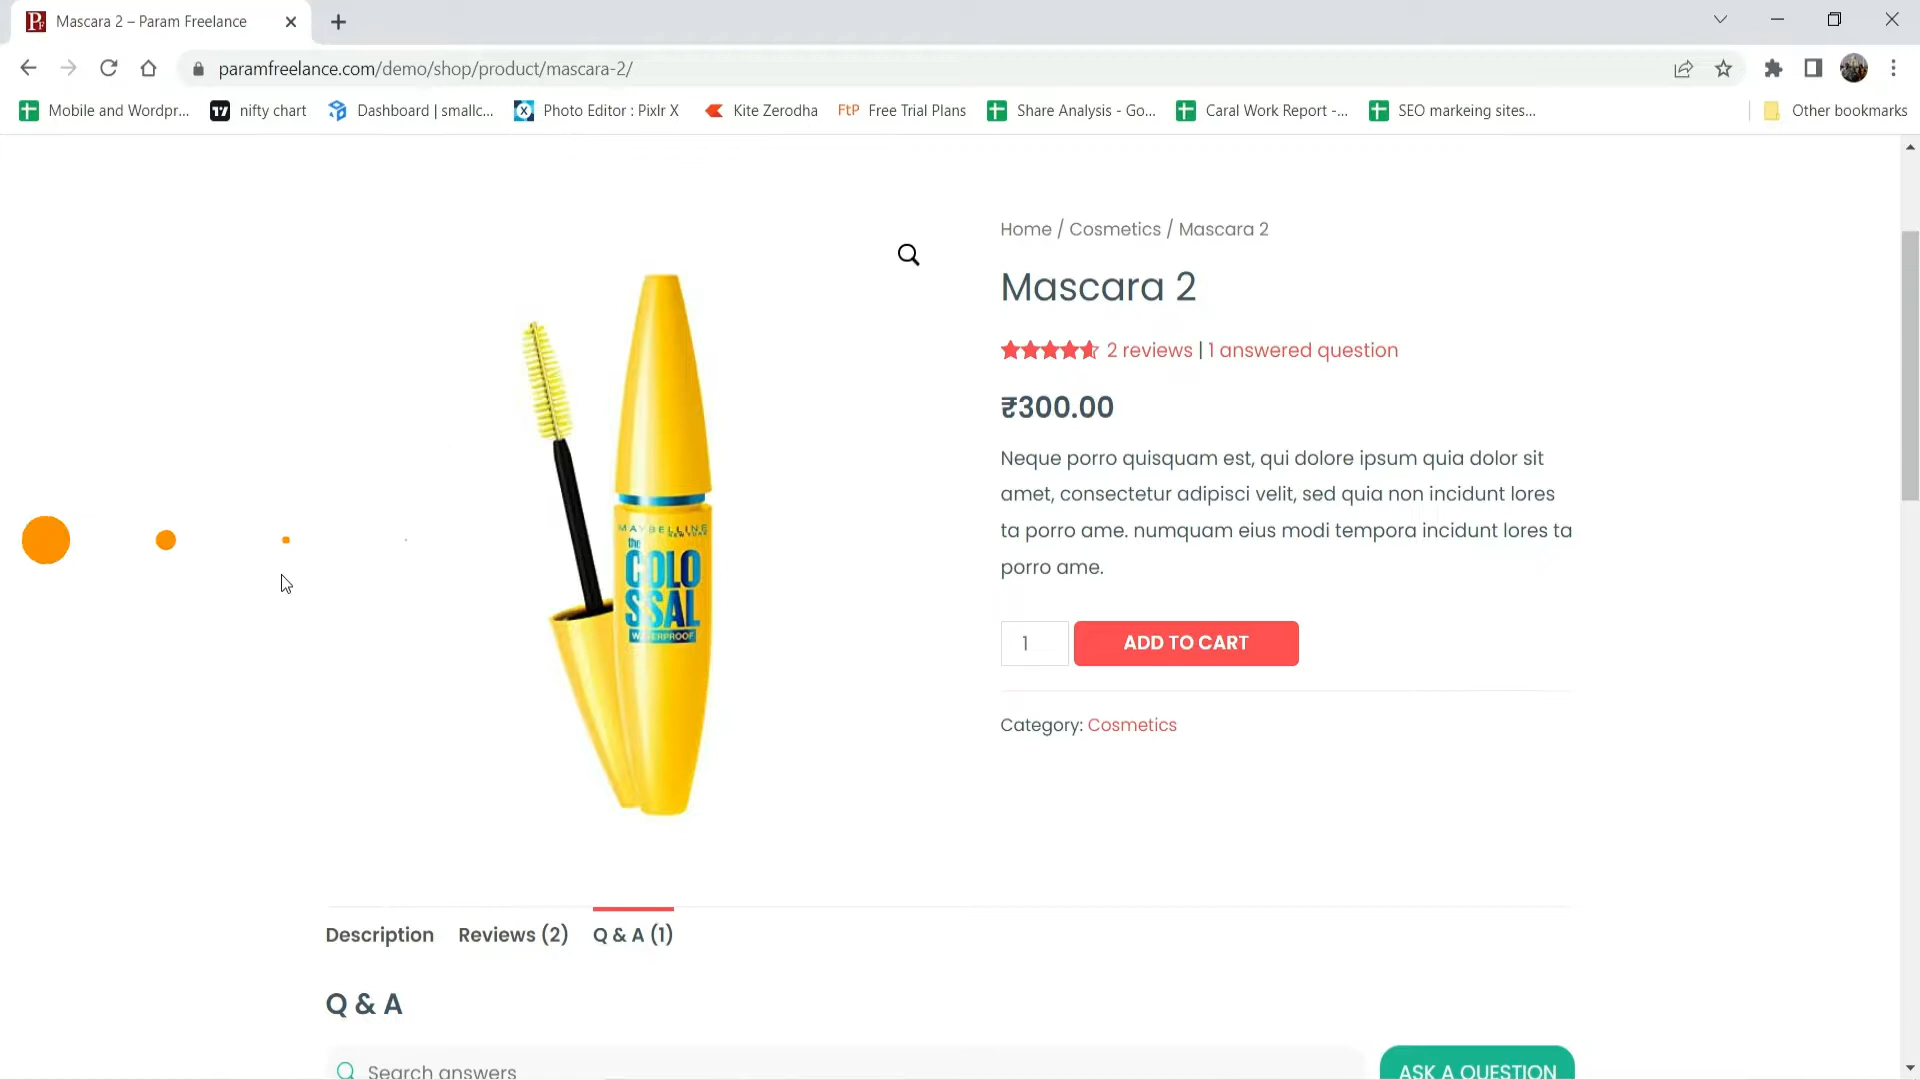 Mascara 2 – Param Freelance
paramfreelance.com/demo/shop/product/mascara-2/
Mobile and Wordpr... nifty chart Dashboard | smallc... Photo Editor : Pixlr X Kite Zerodha FtP Free Trial Plans Share Analysis - Go... Caral Work Report -... SEO markeing sites... Other bookmarks
Home / Cosmetics / Mascara 2
Mascara 2
2 reviews | 1 answered question
₹300.00
Neque porro quisquam est, qui dolore ipsum quia dolor sit
amet, consectetur adipisci velit, sed quia non incidunt lores
ta porro ame. numquam eius modi tempora incidunt lores ta
porro ame.
1 ADD TO CART
Category: Cosmetics
MAYBELLINE
NEW YORK
the
COLO
SSAL
WATERPROOF
Description Reviews (2) Q & A (1)
Q & A
Search answers
ASK A QUESTION